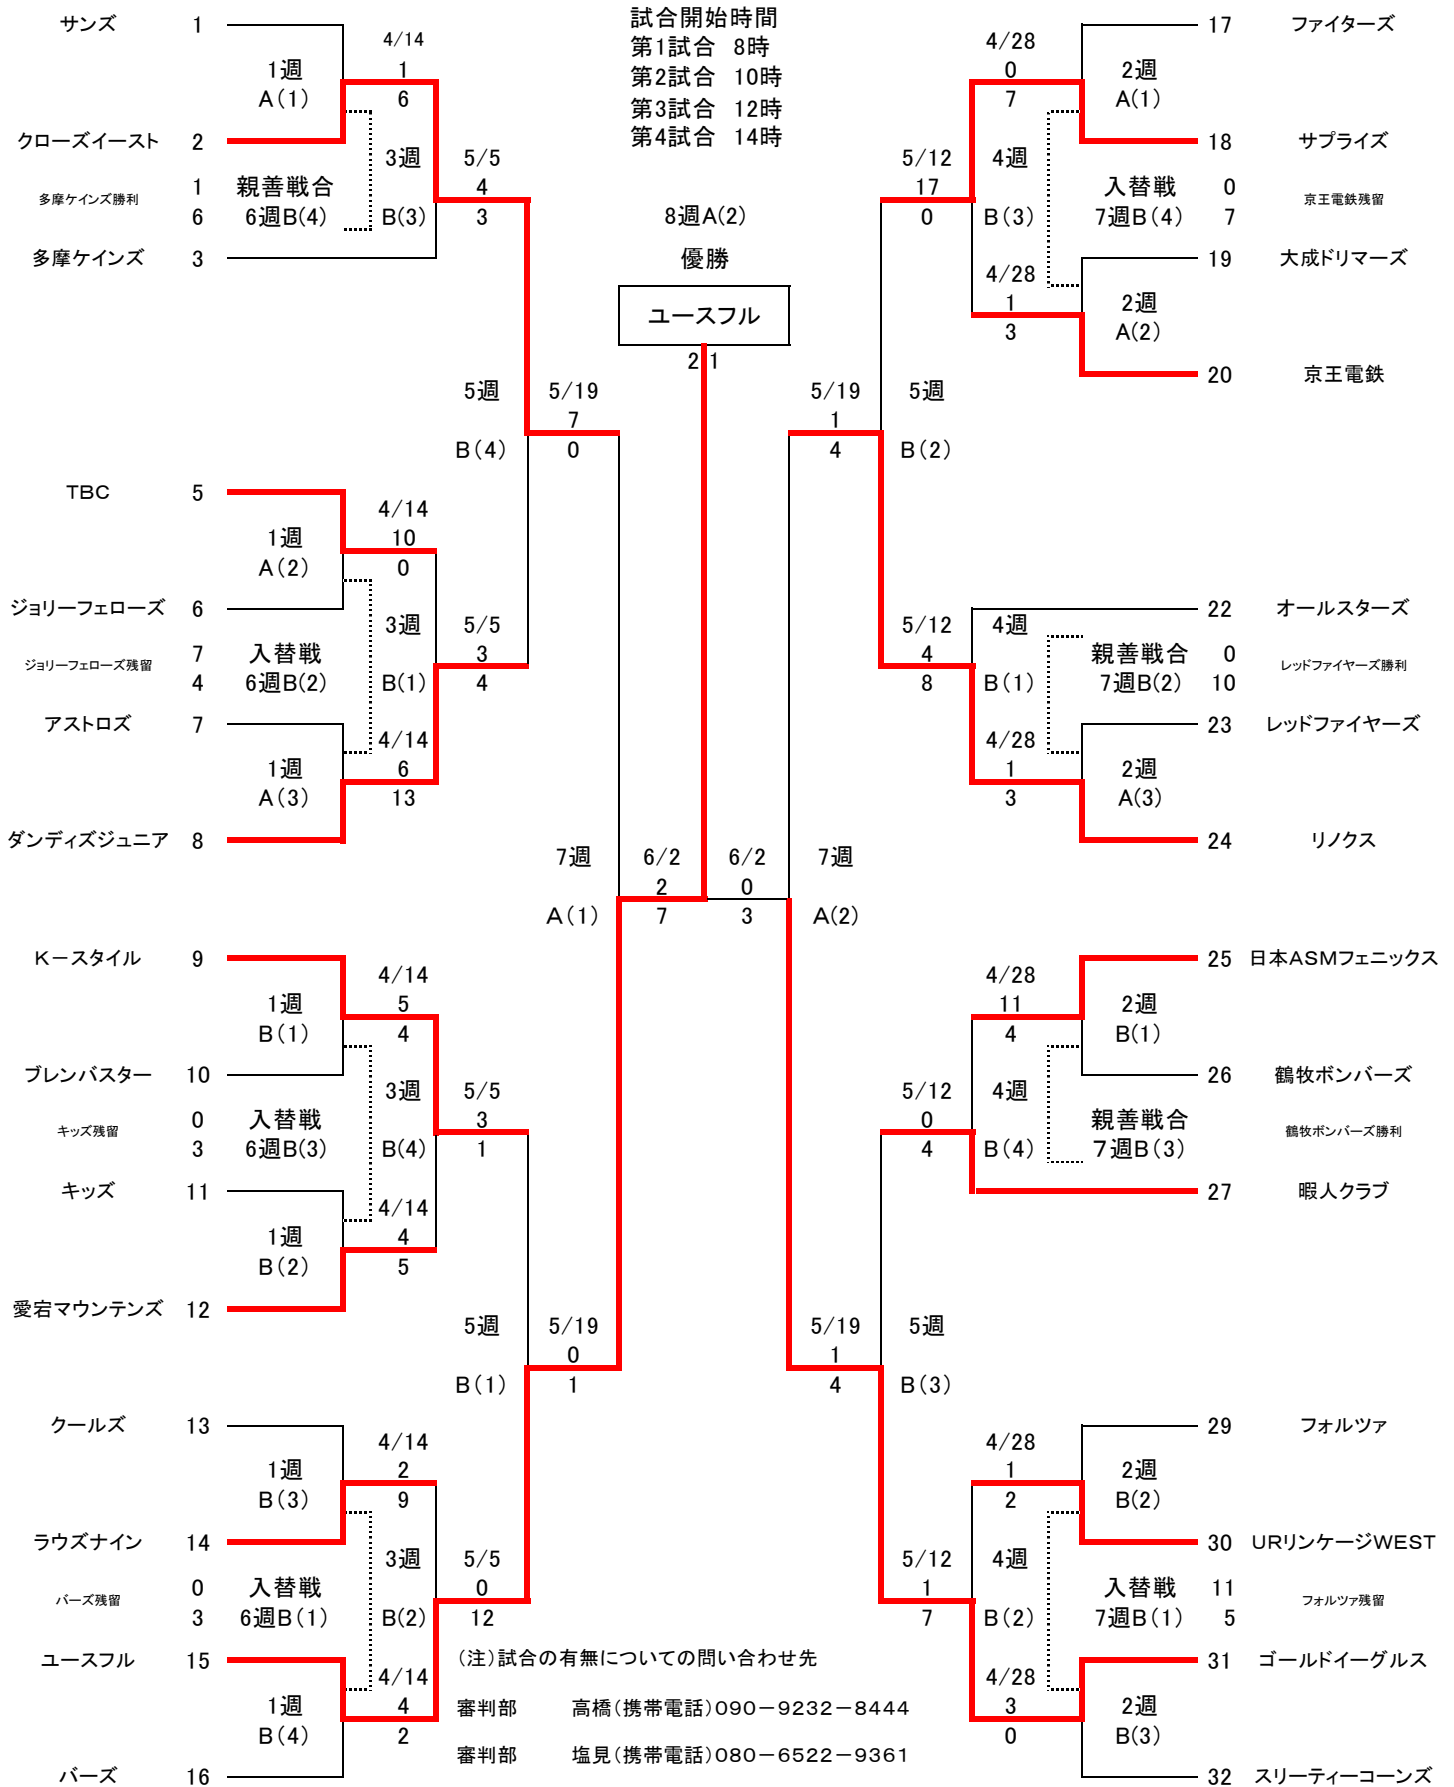 試合開始時間
第1試合 8時
第2試合 10時
第3試合 12時
第4試合 14時
8週A(2)
優勝
ユースフル
2 1
サンズ 1
4/14
1週 1
A(1) 6
クローズイースト 2
3週 5/5
4
多摩ケインズ勝利 1 親善戦合
6 6週B(4) B(3) 3
多摩ケインズ 3
5週 5/19
7
B(4) 0
TBC 5
4/14
1週 10
A(2) 0
ジョリーフェローズ 6
3週 5/5
ジョリーフェローズ残留 7 入替戦 3
4 6週B(2) B(1) 4
アストロズ 7
4/14
1週 6
A(3) 13
ダンディズジュニア 8
7週 6/2
2
A(1) 7
K－スタイル 9
4/14
1週 5
B(1) 4
ブレンバスター 10
3週 5/5
キッズ残留 0 入替戦 3
3 6週B(3) B(4) 1
キッズ 11
4/14
1週 4
B(2) 5
愛宕マウンテンズ 12
5週 5/19
0
B(1) 1
クールズ 13
4/14
1週 2
B(3) 9
ラウズナイン 14
3週 5/5
バーズ残留 0 入替戦 0
3 6週B(1) B(2) 12
ユースフル 15
4/14
1週 4
B(4) 2
バーズ 16
17 ファイターズ
4/28
0 2週
7 A(1)
18 サプライズ
5/12 4週
17 入替戦 0 京王電鉄残留
0 B(3) 7週B(4) 7
19 大成ドリマーズ
4/28
1 2週
3 A(2)
20 京王電鉄
5/19 5週
1
4 B(2)
22 オールスターズ
5/12 4週
4 親善戦合 0 レッドファイヤーズ勝利
8 B(1) 7週B(2) 10
23 レッドファイヤーズ
4/28
1 2週
3 A(3)
24 リノクス
6/2 7週
0
3 A(2)
25 日本ASMフェニックス
4/28
11 2週
4 B(1)
26 鶴牧ボンバーズ
5/12 4週
0 親善戦合 鶴牧ボンバーズ勝利
4 B(4) 7週B(3)
27 暇人クラブ
5/19 5週
1
4 B(3)
29 フォルツァ
4/28
1 2週
2 B(2)
30 URリンケージWEST
5/12 4週
1 入替戦 11 フォルツァ残留
7 B(2) 7週B(1) 5
31 ゴールドイーグルス
4/28
3 2週
0 B(3)
32 スリーティーコーンズ
(注)試合の有無についての問い合わせ先
審判部 高橋(携帯電話)090－9232－8444
審判部 塩見(携帯電話)080－6522－9361